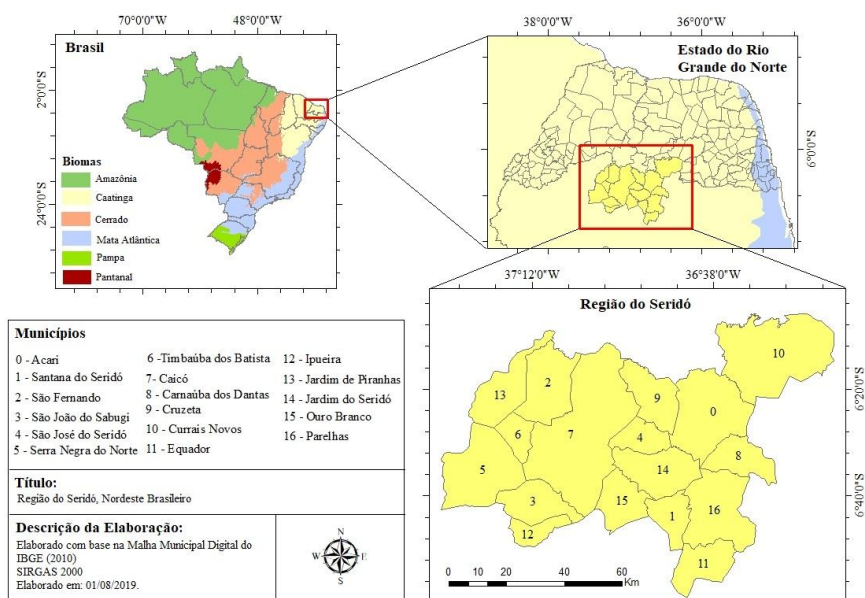 70°0'0"W 48°0'0"W
Brasil
2°0'0"S
24°0'0"S
Biomas
Amazônia
Caatinga
Cerrado
Mata Atlântica
Pampa
Pantanal
38°0'0"W 36°0'0"W
Estado do Rio
Grande do Norte
6°0'0"S
37°12'0"W 36°38'0"W
Região do Seridó
6°20'0"S
6°40'0"S
10
13
2
9
0
6
7
4
8
5
14
3
15
1
16
12
11
0 10 20 40 60
Km
Municípios
0 - Acari
1 - Santana do Seridó
2 - São Fernando
3 - São João do Sabugi
4 - São José do Seridó
5 - Serra Negra do Norte
6 -Timbaúba dos Batista
7- Caicó
8 - Carnaúba dos Dantas
9 - Cruzeta
10 - Currais Novos
11 - Equador
12 - Ipueira
13 - Jardim de Piranhas
14 - Jardim do Seridó
15 - Ouro Branco
16 - Parelhas
Título:
Região do Seridó, Nordeste Brasileiro
Descrição da Elaboração:
Elaborado com base na Malha Municipal Digital do
IBGE (2010)
SIRGAS 2000
Elaborado em: 01/08/2019.
N
W E
S